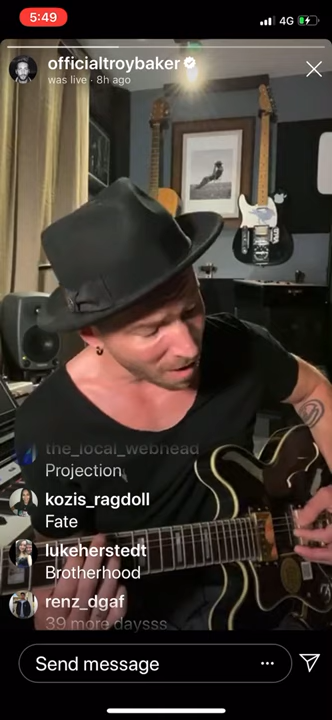 5:49
4G
officialtroybaker
was live · 8h ago
the_local_webhead
Projection
kozis_ragdoll
Fate
lukeherstedt
Brotherhood
renz_dgaf
39 more daysss
Send message